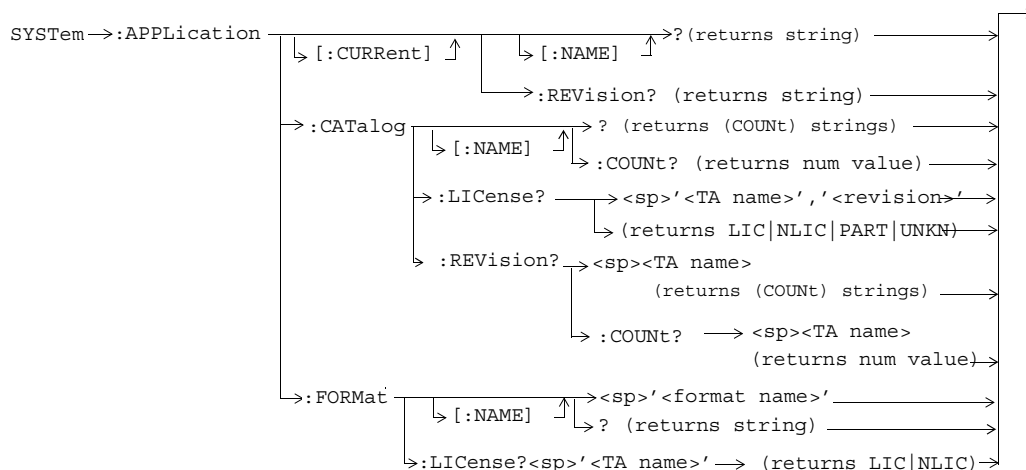 SYSTem :APPLication ?(returns string)
[:CURRent] [:NAME]
:REVision? (returns string)
:CATalog ? (returns (COUNt) strings)
[:NAME]
:COUNt? (returns num value)
:LICense? <sp>'<TA name>','<revision>'
(returns LIC|NLIC|PART|UNKN)
:REVision? <sp><TA name>
(returns (COUNt) strings)
:COUNt? <sp><TA name>
(returns num value)
:FORMat <sp>'<format name>'
[:NAME]
? (returns string)
:LICense?<sp>'<TA name>' (returns LIC|NLIC)